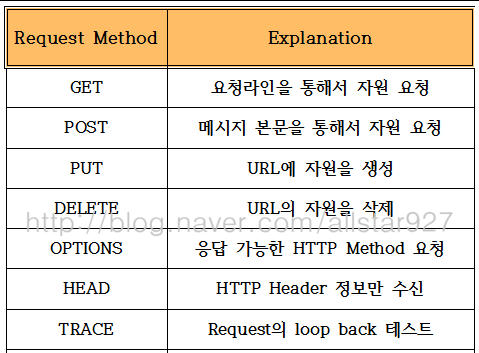 Request Method Explanation
GET 요청라인을 통해서 자원 요청
POST 메시지 본문을 통해서 자원 요청
PUT URL에 자원을 생성
DELETE URL의 자원을 삭제
http://blog.naver.com/allstar927
OPTIONS 응답 가능한 HTTP Method 요청
HEAD HTTP Header 정보만 수신
TRACE Request의 loop back 테스트